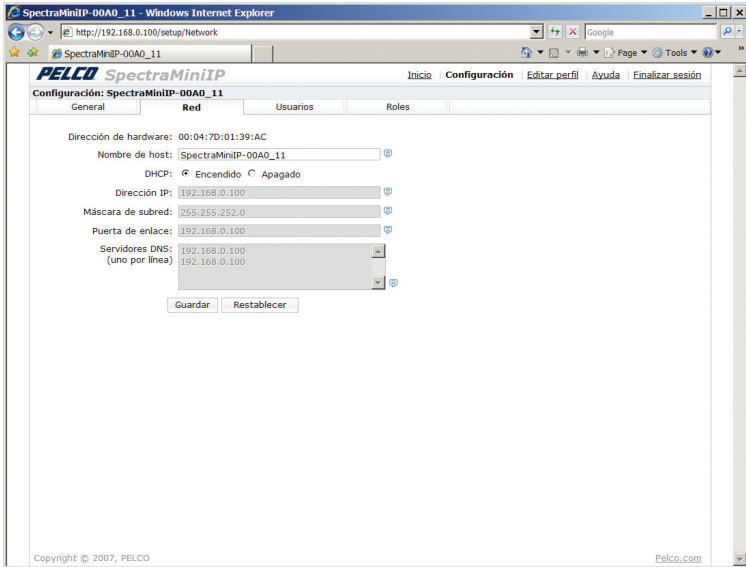 SpectraMiniIP-00A0_11 - Windows Internet Explorer
http://192.168.0.100/setup/Network
Google
SpectraMiniIP-00A0_11
Page
Tools
PELCO SpectraMiniIP
Inicio Configuración Editar perfil Ayuda Finalizar sesión
Configuración: SpectraMiniIP-00A0_11
General Red Usuarios Roles
Dirección de hardware: 00:04:7D:01:39:AC
Nombre de host: SpectraMiniIP-00A0_11
DHCP: Encendido Apagado
Dirección IP: 192.168.0.100
Máscara de subred: 255.255.252.0
Puerta de enlace: 192.168.0.100
Servidores DNS: 192.168.0.100
(uno por línea) 192.168.0.100
Guardar Restablecer
Copyright © 2007, PELCO Pelco.com